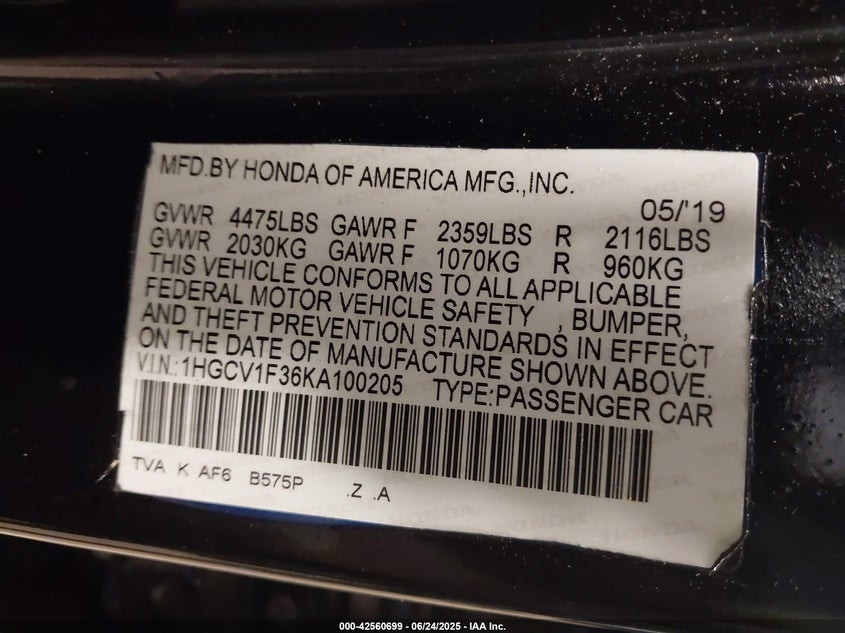 MFD.BY HONDA OF AMERICA MFG.,INC.
05/'19
GVWR 4475LBS GAWR F 2359LBS R 2116LBS
GVWR 2030KG GAWR F 1070KG R 960KG
THIS VEHICLE CONFORMS TO ALL APPLICABLE
FEDERAL MOTOR VEHICLE SAFETY , BUMPER,
AND THEFT PREVENTION STANDARDS IN EFFECT
ON THE DATE OF MANUFACTURE SHOWN ABOVE.
V.I.N.: 1HGCV1F36KA100205 TYPE:PASSENGER CAR
TVA K AF6 B575P .Z .A
000-42560699 - 06/24/2025 - IAA Inc.